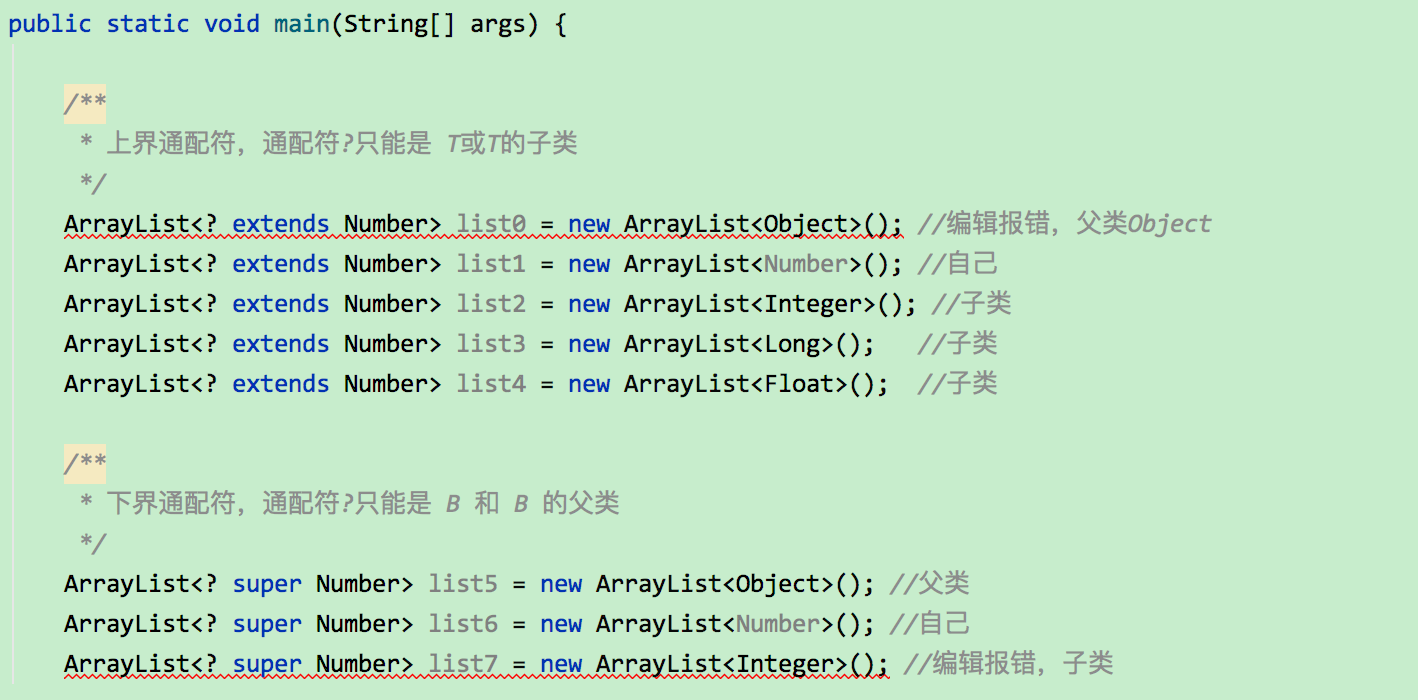 public static void main(String[] args) {
/**
* 上界通配符，通配符?只能是 T或T的子类
*/
ArrayList<? extends Number> list0 = new ArrayList<Object>(); //编辑报错，父类Object
ArrayList<? extends Number> list1 = new ArrayList<Number>(); //自己
ArrayList<? extends Number> list2 = new ArrayList<Integer>(); //子类
ArrayList<? extends Number> list3 = new ArrayList<Long>();   //子类
ArrayList<? extends Number> list4 = new ArrayList<Float>();  //子类
/**
* 下界通配符，通配符?只能是 B 和 B 的父类
*/
ArrayList<? super Number> list5 = new ArrayList<Object>(); //父类
ArrayList<? super Number> list6 = new ArrayList<Number>(); //自己
ArrayList<? super Number> list7 = new ArrayList<Integer>(); //编辑报错，子类